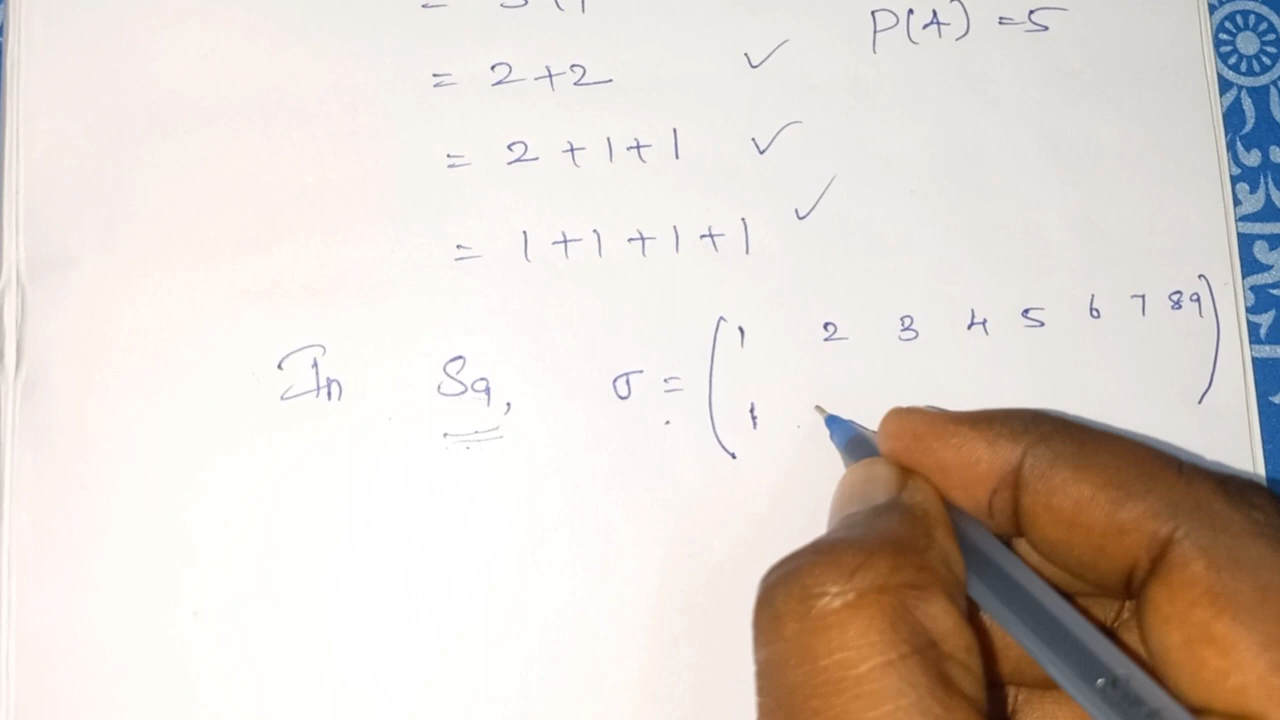 P(4) = 5
= 2+2 ✓
= 2 + 1 + 1 ✓
= 1 + 1 + 1 + 1 ✓
In S9, σ = ( 1 2 3 4 5 6 7 8 9 )
1